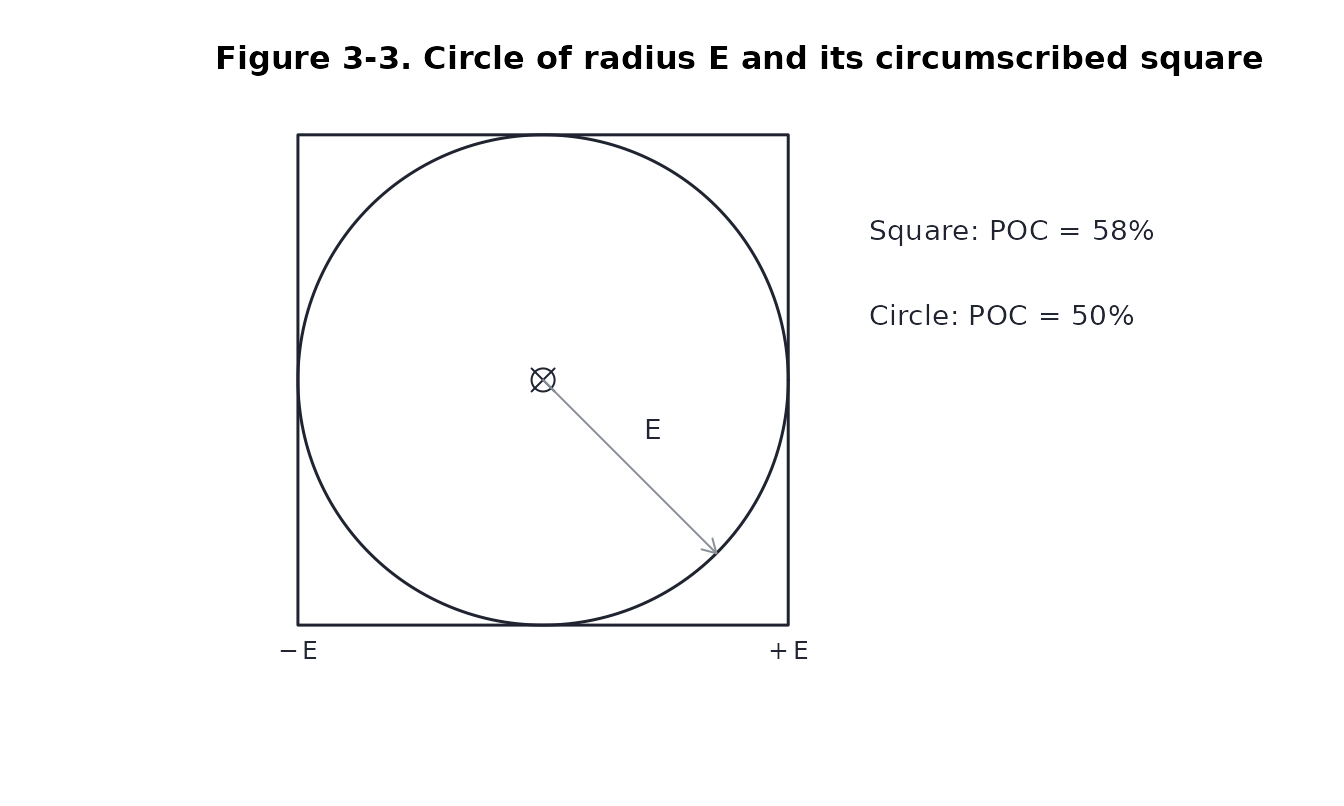 Figure 3-3. Circle of radius E and its circumscribed square
Square: POC = 58%
Circle: POC = 50%
E
−E
+E